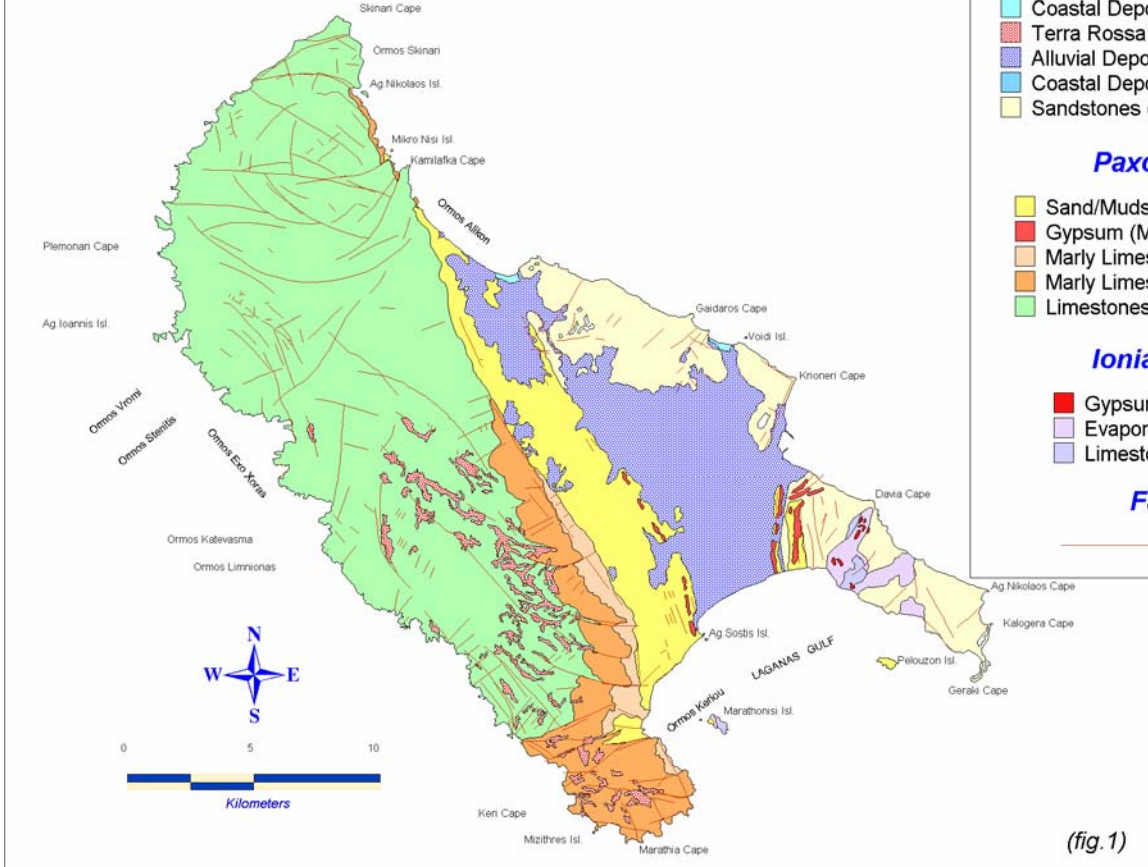 Skinari Cape
Ormos Skinari
Ag.Nikolaos Isl.
Mikro Nisi Isl.
Kamilafka Cape
Ormos Alikon
Plemonari Cape
Ag.Ioannis Isl.
Gaidaros Cape
Voidi Isl.
Krioneri Cape
Ormos Vromi
Ormos Stenitis
Ormos Exo Xoras
Davia Cape
Ormos Katevasma
Ormos Limnionas
Ag.Nikolaos Cape
Kalogera Cape
Ag.Sostis Isl.
LAGANAS GULF
Pelouzon Isl.
Geraki Cape
Ormos Keriou
Marathonisi Isl.
N
W E
S
0 5 10
Kilometers
Keri Cape
Mizithres Isl.
Marathia Cape
Coastal Depo
Terra Rossa
Alluvial Depo
Coastal Depo
Sandstones (
Paxo
Sand/Muds
Gypsum (M
Marly Limes
Marly Limes
Limestones
Ionia
Gypsu
Evapor
Limesto
F
(fig.1)